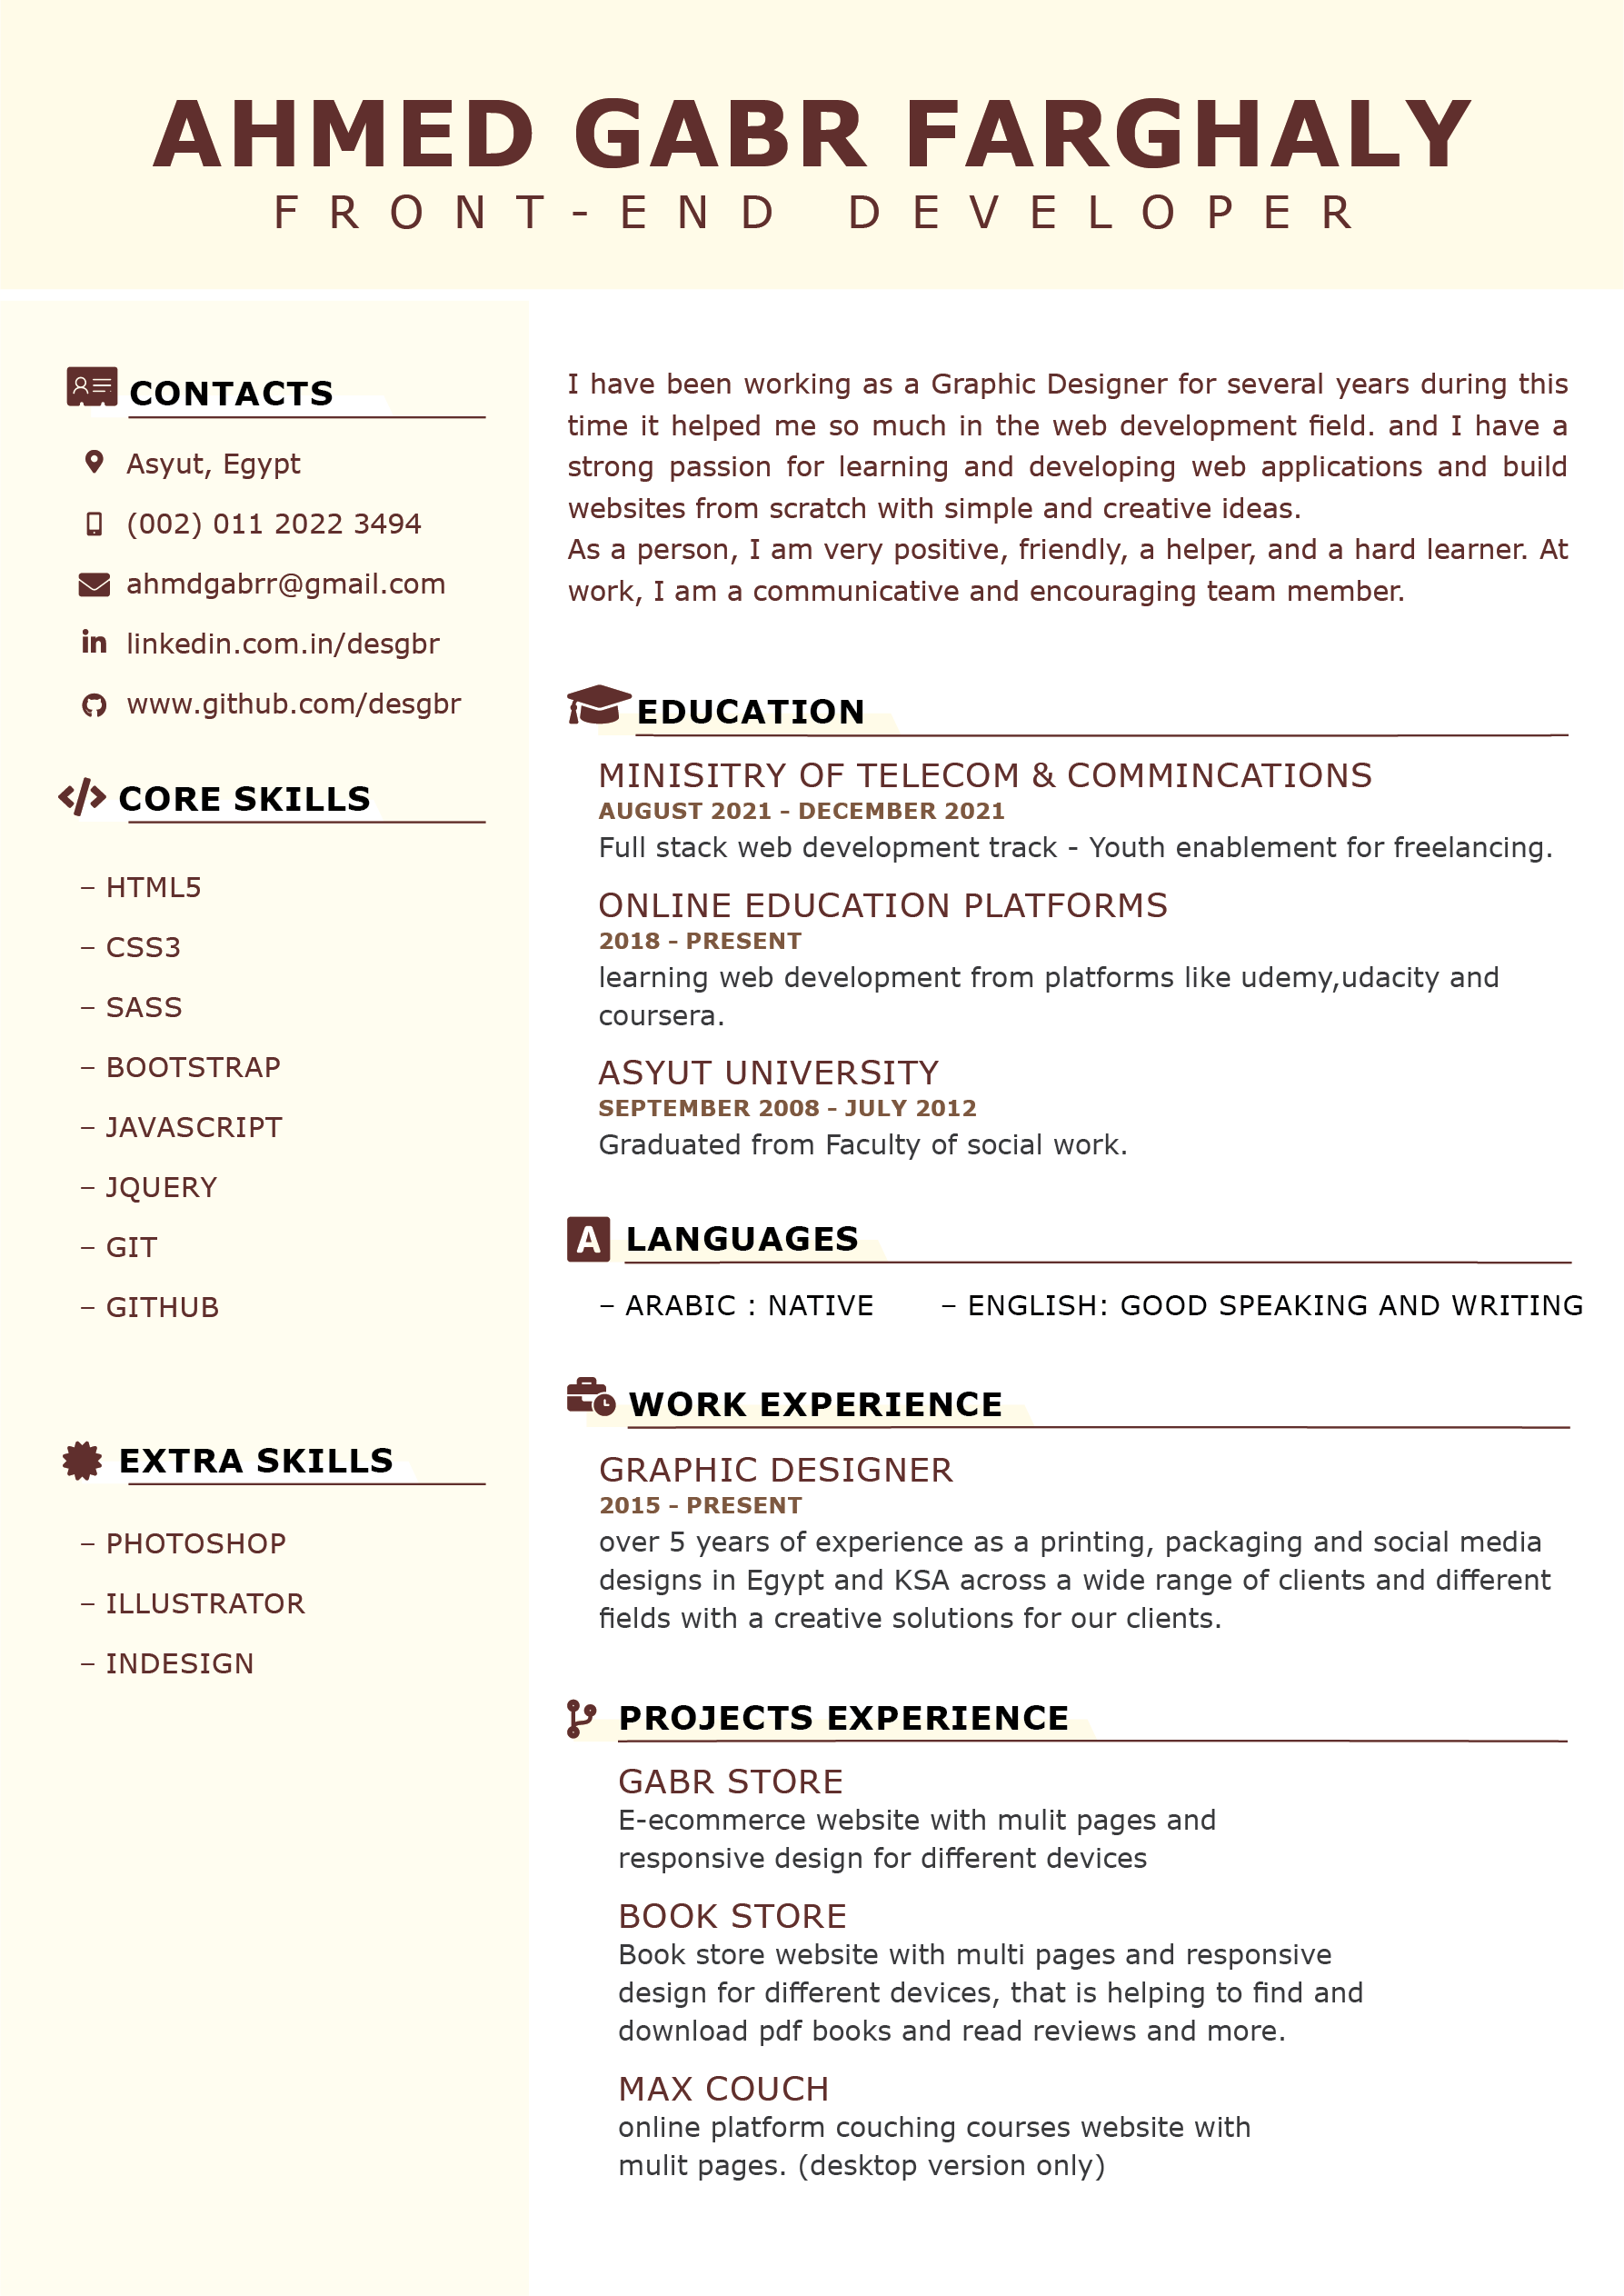 AHMED GABR FARGHALY
FRONT-END DEVELOPER
CONTACTS
Asyut, Egypt
(002) 011 2022 3494
ahmdgabrr@gmail.com
linkedin.com.in/desgbr
www.github.com/desgbr
CORE SKILLS
– HTML5
– CSS3
– SASS
– BOOTSTRAP
– JAVASCRIPT
– JQUERY
– GIT
– GITHUB
EXTRA SKILLS
– PHOTOSHOP
– ILLUSTRATOR
– INDESIGN
I have been working as a Graphic Designer for several years during this
time it helped me so much in the web development field. and I have a
strong passion for learning and developing web applications and build
websites from scratch with simple and creative ideas.
As a person, I am very positive, friendly, a helper, and a hard learner. At
work, I am a communicative and encouraging team member.
EDUCATION
MINISITRY OF TELECOM & COMMINCATIONS
AUGUST 2021 - DECEMBER 2021
Full stack web development track - Youth enablement for freelancing.
ONLINE EDUCATION PLATFORMS
2018 - PRESENT
learning web development from platforms like udemy,udacity and
coursera.
ASYUT UNIVERSITY
SEPTEMBER 2008 - JULY 2012
Graduated from Faculty of social work.
A LANGUAGES
– ARABIC : NATIVE – ENGLISH: GOOD SPEAKING AND WRITING
WORK EXPERIENCE
GRAPHIC DESIGNER
2015 - PRESENT
over 5 years of experience as a printing, packaging and social media
designs in Egypt and KSA across a wide range of clients and different
fields with a creative solutions for our clients.
PROJECTS EXPERIENCE
GABR STORE
E-ecommerce website with mulit pages and
responsive design for different devices
BOOK STORE
Book store website with multi pages and responsive
design for different devices, that is helping to find and
download pdf books and read reviews and more.
MAX COUCH
online platform couching courses website with
mulit pages. (desktop version only)